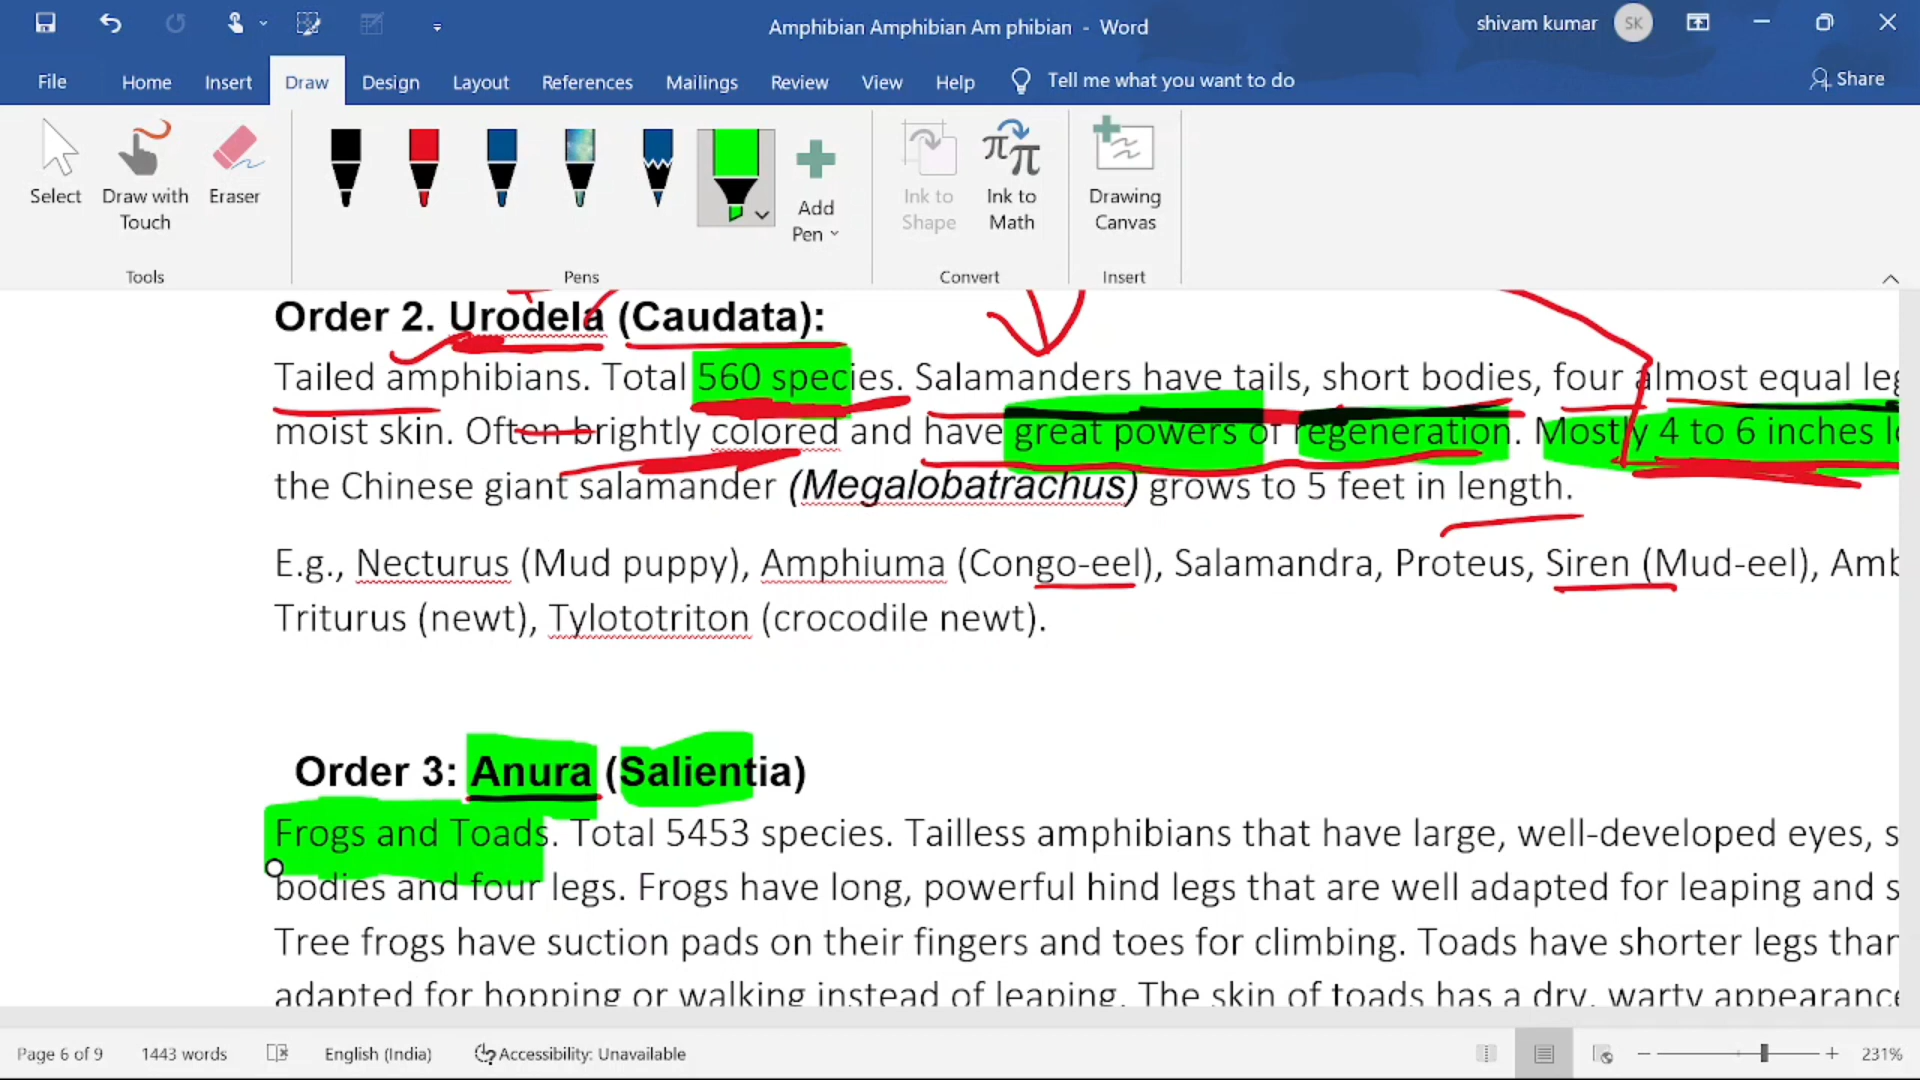 Amphibian Amphibian Am phibian - Word
shivam kumar
SK
File Home Insert Draw Design Layout References Mailings Review View Help Tell me what you want to do Share
Select
Draw with Touch
Eraser
Add Pen
Ink to Shape
Ink to Math
Drawing Canvas
Tools Pens Convert Insert
Order 2. Urodela (Caudata):
Tailed amphibians. Total 560 species. Salamanders have tails, short bodies, four almost equal leg
moist skin. Often brightly colored and have great powers of regeneration. Mostly 4 to 6 inches l
the Chinese giant salamander (Megalobatrachus) grows to 5 feet in length.
E.g., Necturus (Mud puppy), Amphiuma (Congo-eel), Salamandra, Proteus, Siren (Mud-eel), Amb
Triturus (newt), Tylototriton (crocodile newt).
Order 3: Anura (Salientia)
Frogs and Toads. Total 5453 species. Tailless amphibians that have large, well-developed eyes, s
bodies and four legs. Frogs have long, powerful hind legs that are well adapted for leaping and s
Tree frogs have suction pads on their fingers and toes for climbing. Toads have shorter legs than
adapted for hopping or walking instead of leaping. The skin of toads has a dry, warty appearance
Page 6 of 9 1443 words English (India) Accessibility: Unavailable 231%